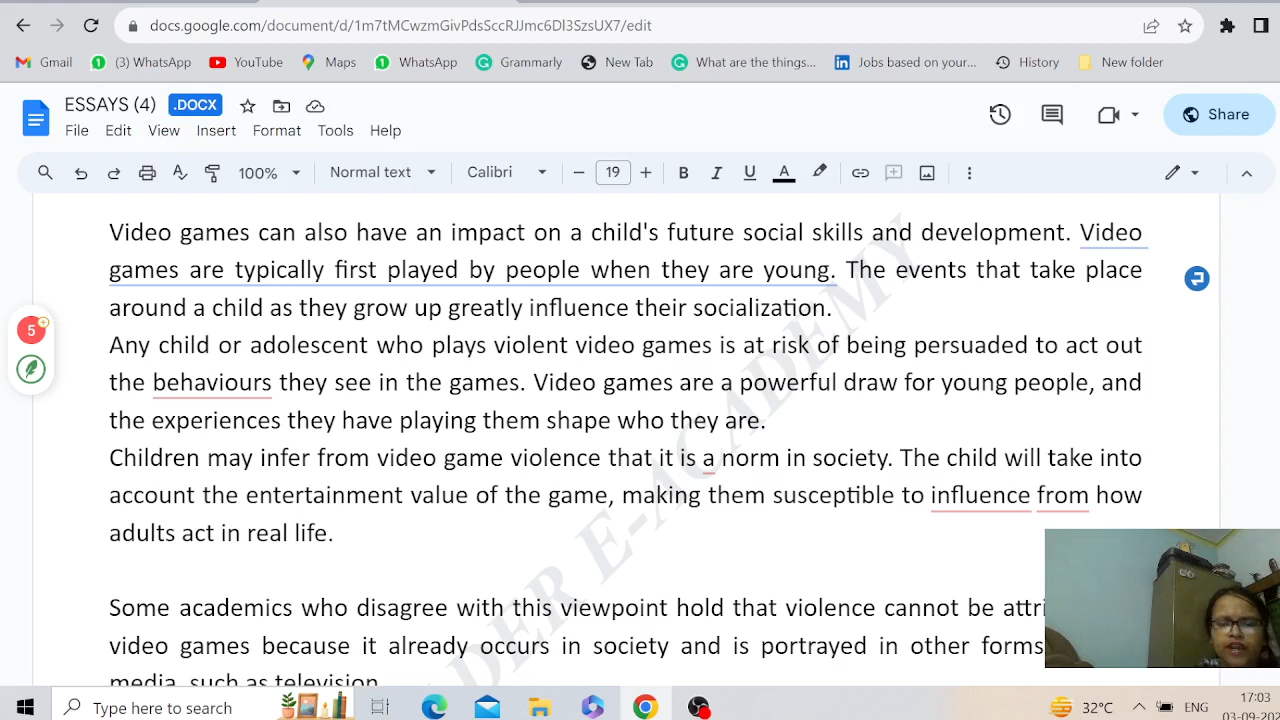 docs.google.com/document/d/1m7tMCwzmGivPdsSccRJJmc6Dl3SzsUX7/edit
Gmail (3) WhatsApp YouTube Maps WhatsApp Grammarly New Tab What are the things... Jobs based on your... History New folder
ESSAYS (4) .DOCX
File Edit View Insert Format Tools Help
Share
100% Normal text Calibri 19 B I U A
Video games can also have an impact on a child's future social skills and development. Video
games are typically first played by people when they are young. The events that take place
around a child as they grow up greatly influence their socialization.
Any child or adolescent who plays violent video games is at risk of being persuaded to act out
the behaviours they see in the games. Video games are a powerful draw for young people, and
the experiences they have playing them shape who they are.
Children may infer from video game violence that it is a norm in society. The child will take into
account the entertainment value of the game, making them susceptible to influence from how
adults act in real life.
Some academics who disagree with this viewpoint hold that violence cannot be
video games because it already occurs in society and is portrayed in other forms
media, such as television.
5
DER E-ACADEMY
Type here to search
32°C ENG
17:03